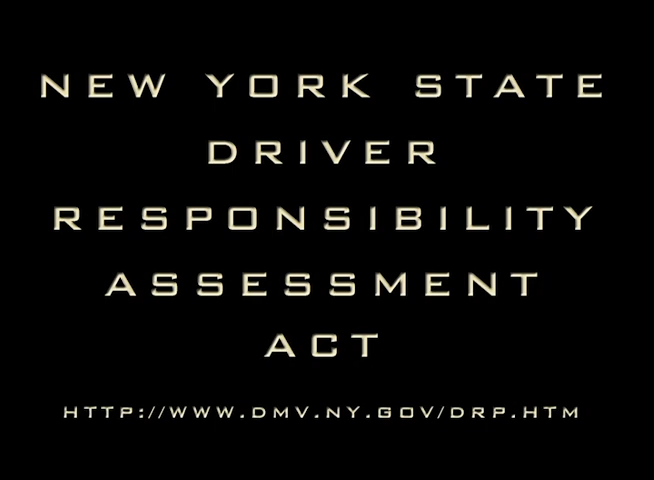 NEW YORK STATE
DRIVER
RESPONSIBILITY
ASSESSMENT
ACT
HTTP://WWW.DMV.NY.GOV/DRP.HTM